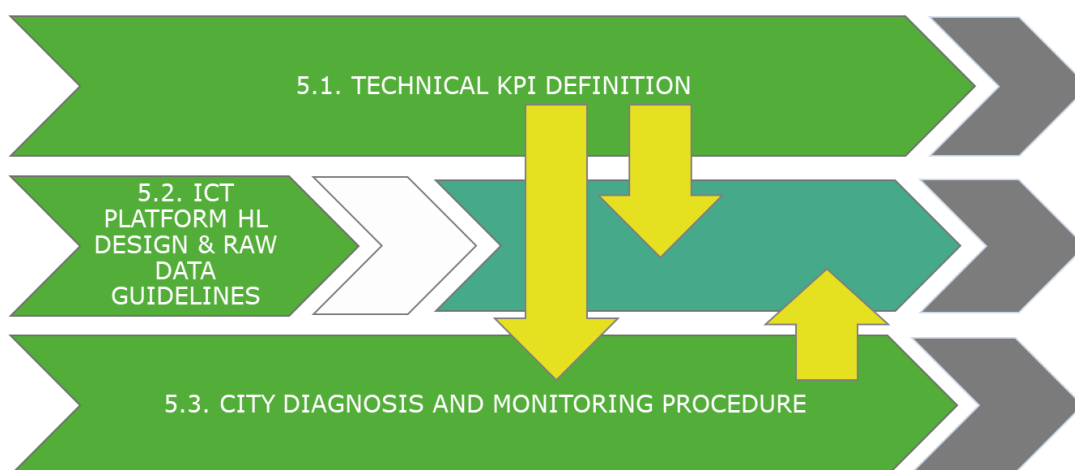 5.1. TECHNICAL KPI DEFINITION
5.2. ICT
PLATFORM HL
DESIGN & RAW
DATA
GUIDELINES
5.3. CITY DIAGNOSIS AND MONITORING PROCEDURE